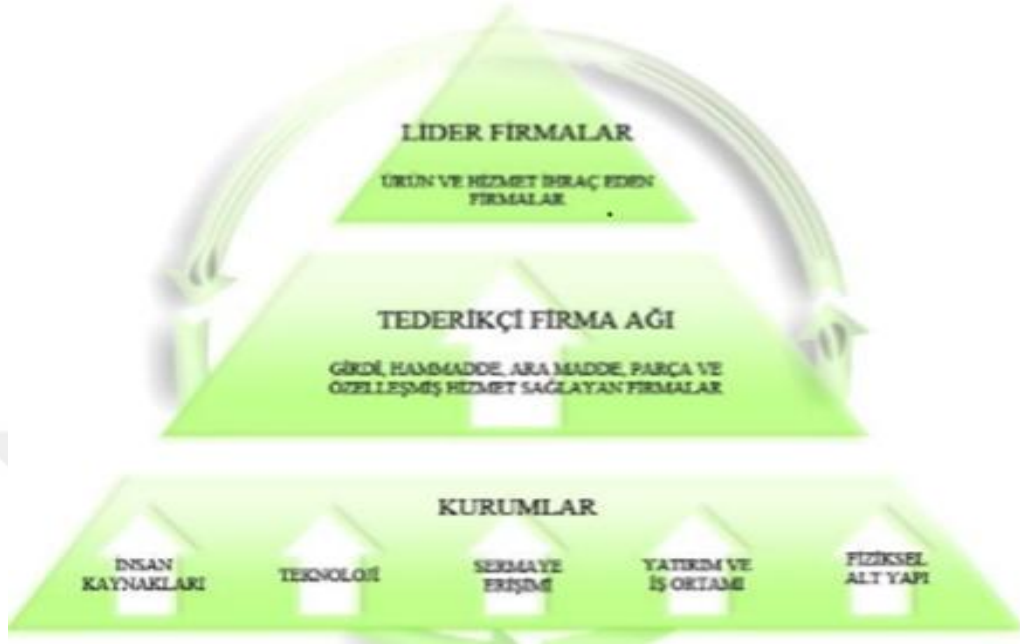 LİDER FİRMALAR
ÜRÜN VE HİZMET İHRAÇ EDEN
FİRMALAR
TEDERİKÇİ FİRMA AĞI
GİRDİ, HAMMADDE, ARA MADDE, PARÇA VE
ÖZELLEŞMİŞ HİZMET SAĞLAYAN FİRMALAR
KURUMLAR
İNSAN
KAYNAKLARI
TEKNOLOJİ
SERMAYE
ERİŞİMİ
YATIRIM VE
İŞ ORTAMI
FİZİKSEL
ALT YAPI